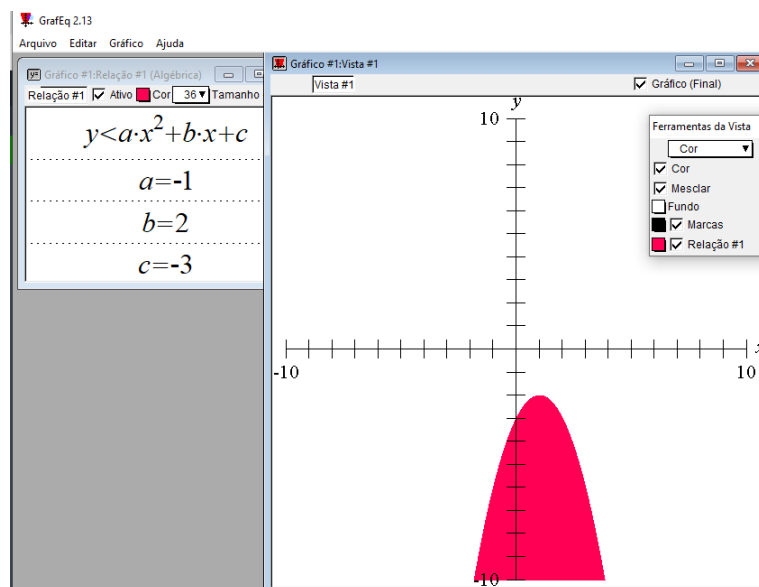 GrafEq 2.13
Arquivo Editar Gráfico Ajuda
Gráfico #1:Relação #1 (Algébrica)
Relação #1 Ativo Cor 36 Tamanho
y<a·x²+b·x+c
a=-1
b=2
c=-3
Gráfico #1:Vista #1
Vista #1 Gráfico (Final)
y
10
x
-10
10
-10
Ferramentas da Vista
Cor
Cor
Mesclar
Fundo
Marcas
Relação #1